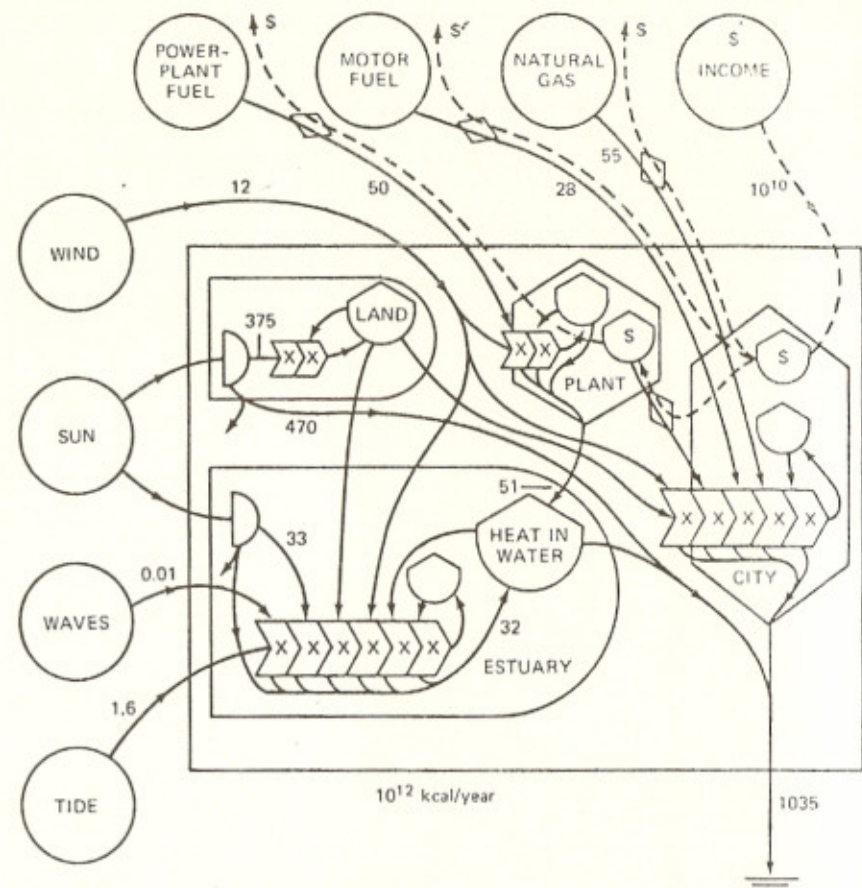 $
$
$
$
POWER-
PLANT
FUEL
MOTOR
FUEL
NATURAL
GAS
INCOME
12
50
28
55
10¹⁰
WIND
375
LAND
X X
X X
$
PLANT
$
SUN
470
51
HEAT IN
WATER
X X X X X
CITY
33
0.01
WAVES
X X X X X X
32
ESTUARY
1.6
TIDE
10¹² kcal/year
1035